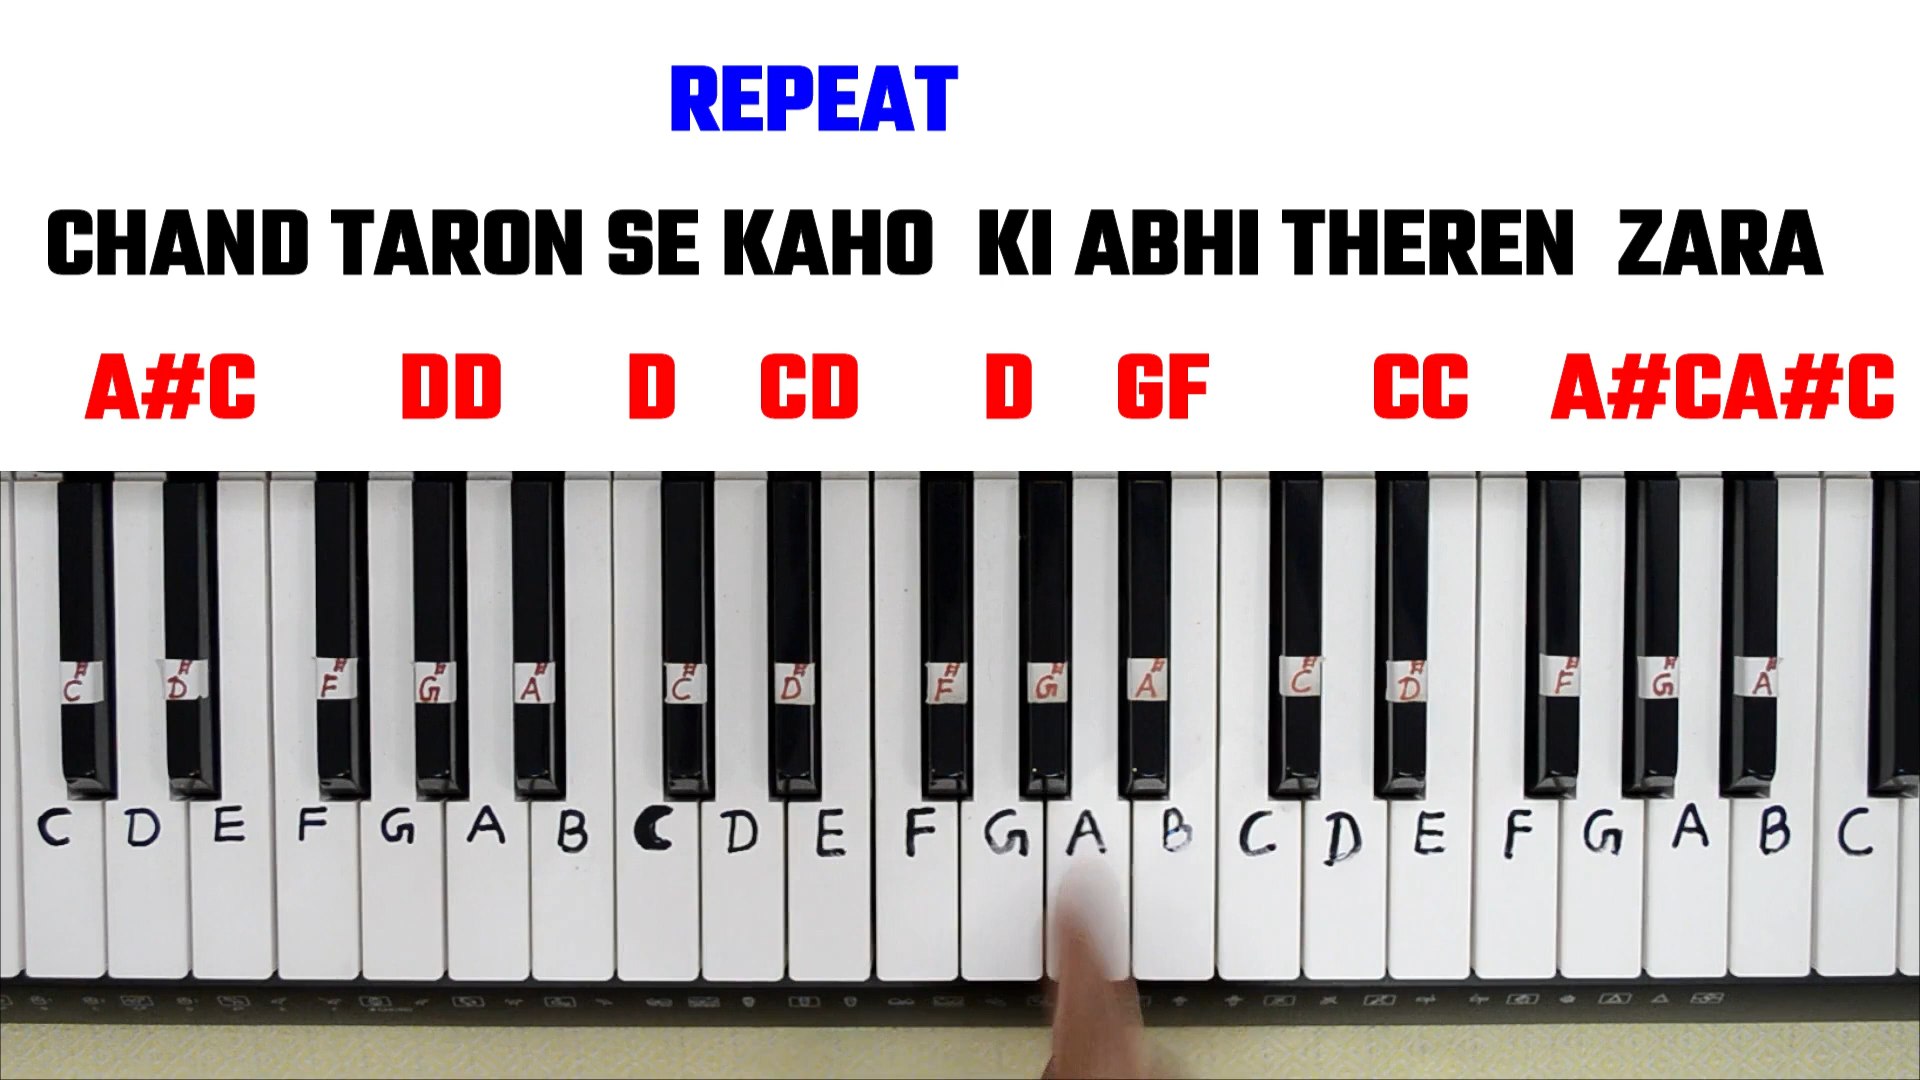 REPEAT
CHAND TARON SE KAHO KI ABHI THEREN ZARA
A#C DD D CD D GF CC A#CA#C
C# D# F# G# A# C# D# F# G# A# C# D# F# G# A#
C D E F G A B C D E F G A B C D E F G A B C